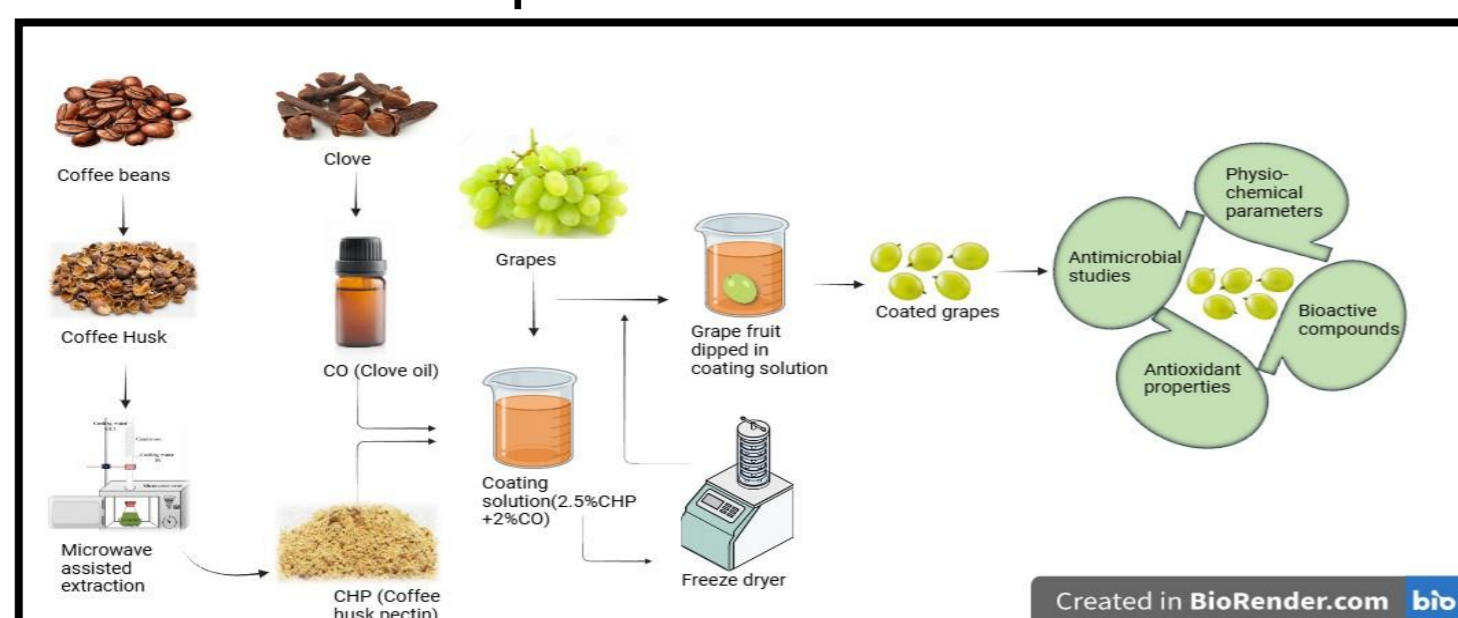 Coffee beans
Coffee Husk
Microwave
assisted
extraction
Clove
CO (Clove oil)
CHP (Coffee
husk pectin)
Grapes
Coating
solution(2.5%CHP
+2%CO)
Freeze dryer
Grape fruit
dipped in
coating solution
Coated grapes
Physio-
chemical
parameters
Antimicrobial
studies
Bioactive
compounds
Antioxidant
properties
Created in BioRender.com bio